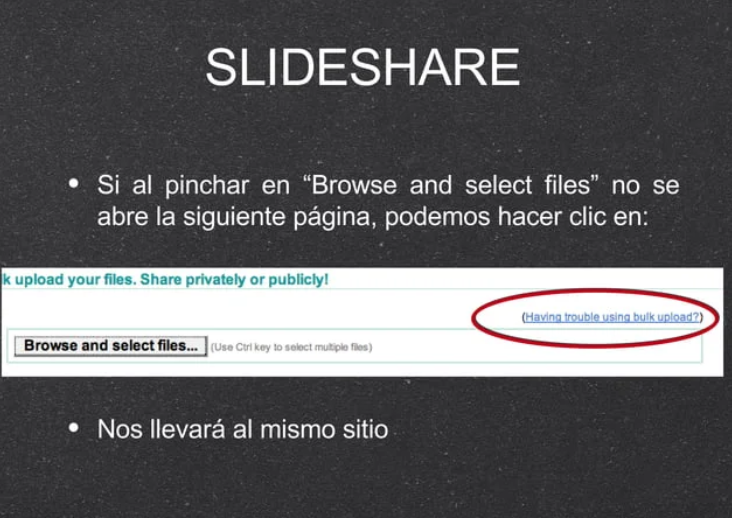 SLIDESHARE
• Si al pinchar en “Browse and select files” no se
abre la siguiente página, podemos hacer clic en:
k upload your files. Share privately or publicly!
(Having trouble using bulk upload?)
Browse and select files... (Use Ctrl key to select multiple files)
• Nos llevará al mismo sitio